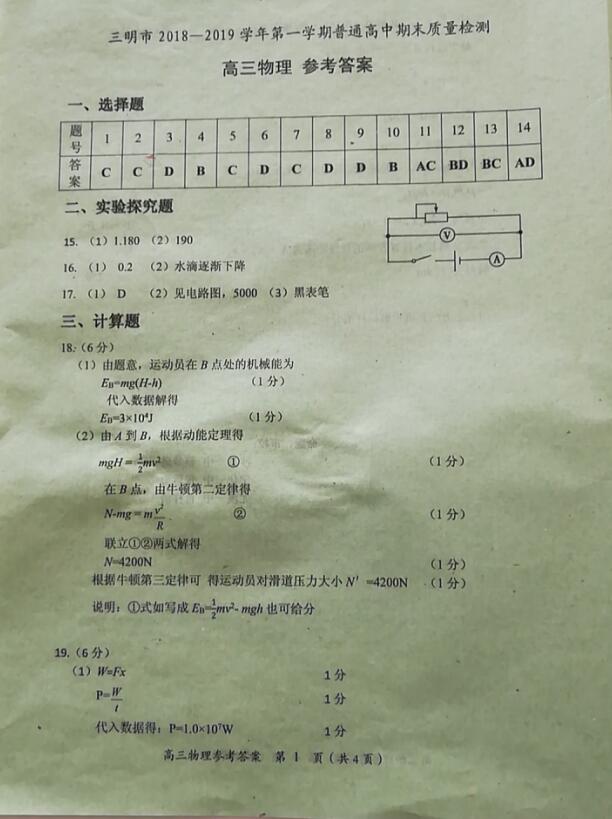 三明市 2018—2019 学年第一学期普通高中期末质量检测
高三物理 参考答案
一、选择题
题号 1 2 3 4 5 6 7 8 9 10 11 12 13 14
答案 C C D B C D C D D B AC BD BC AD
二、实验探究题
15. （1）1.180 （2）190
16. （1） 0.2 （2）水滴逐渐下降
17. （1） D （2）见电路图，5000 （3）黑表笔
V
A
三、计算题
18.（6 分）
（1）由题意，运动员在 B 点处的机械能为
E_B=mg(H-h) （1 分）
代入数据解得
E_B=3×10⁴J （1 分）
（2）由 A 到 B，根据动能定理得
mgH = 1/2 mv² ① （1 分）
在 B 点，由牛顿第二定律得
N-mg = m v²/R ② （1 分）
联立①②两式解得
N=4200N （1 分）
根据牛顿第三定律可 得运动员对滑道压力大小 N′ =4200N （1 分）
说明：①式如写成 E_B=1/2 mv²- mgh 也可给分
19.（6 分）
（1）W=Fx 1 分
P=W/t 1 分
代入数据得：P=1.0×10⁷W 1 分
高三物理参考答案 第 1 页（共 4 页）